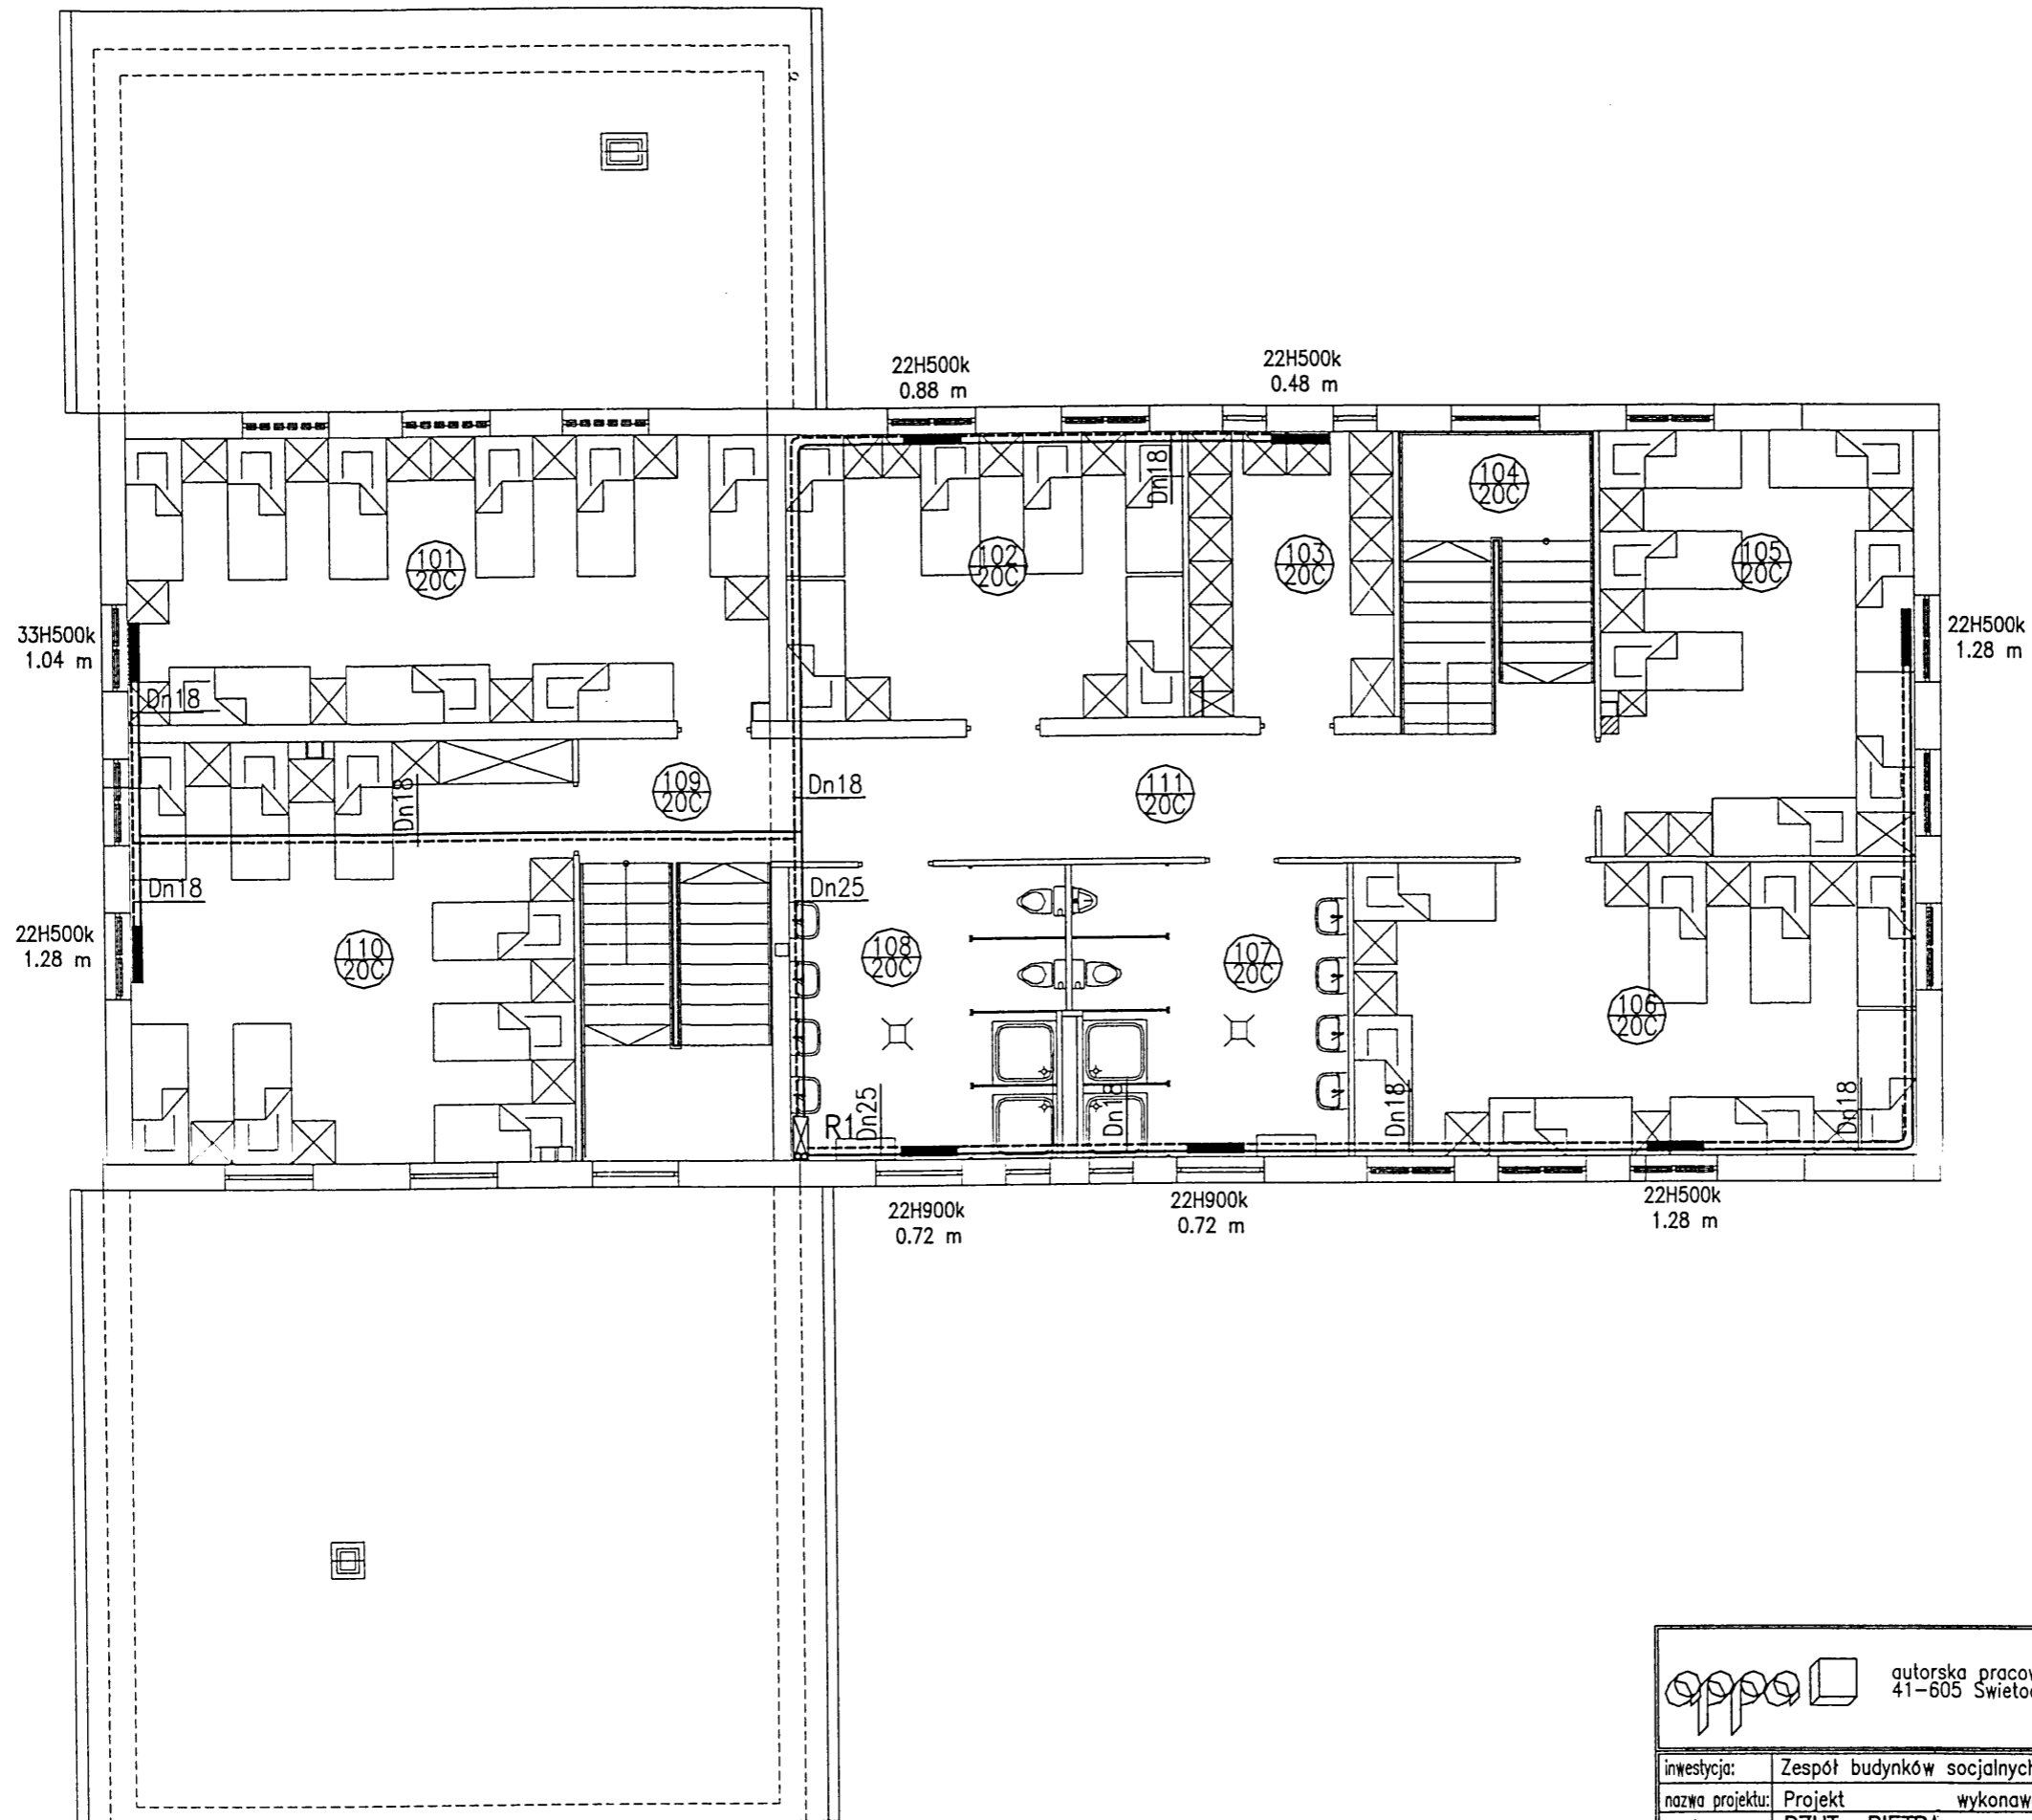 22H500k
0.88 m
22H500k
0.48 m
104
20C
101
20C
102
20C
103
20C
105
20C
Dn18
33H500k
1.04 m
22H500k
1.28 m
Dn18
109
20C
Dn18
111
20C
Dn18
Dn18
Dn25
22H500k
1.28 m
110
20C
108
20C
107
20C
106
20C
R1
Dn25
Dn18
Dn18
Dn18
22H900k
0.72 m
22H900k
0.72 m
22H500k
1.28 m
appa
autorska
41-605
inwestycja: Zespół budynków socjalnych
nazwa projektu: Projekt